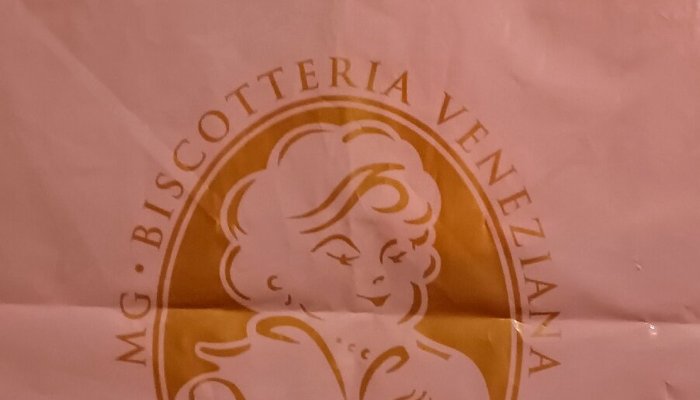 MG · BISCOTTERIA VENEZIANA